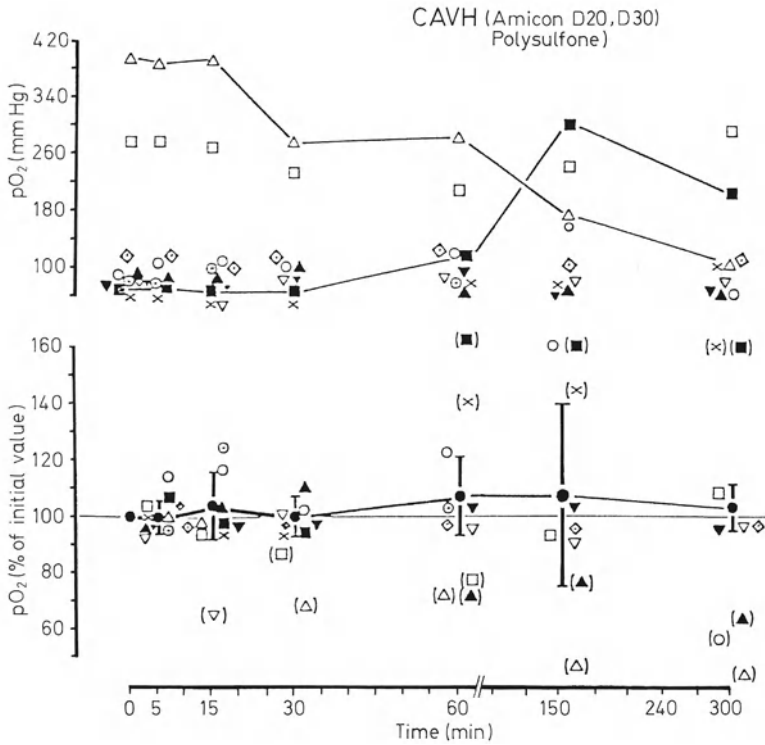 CAVH (Amicon D20, D30)
Polysulfone)
pO₂ (mm Hg)
420
340
260
180
100
pO₂ (% of initial value)
160
140
120
100
80
60
0 5 15 30 60 150 240 300
Time (min)